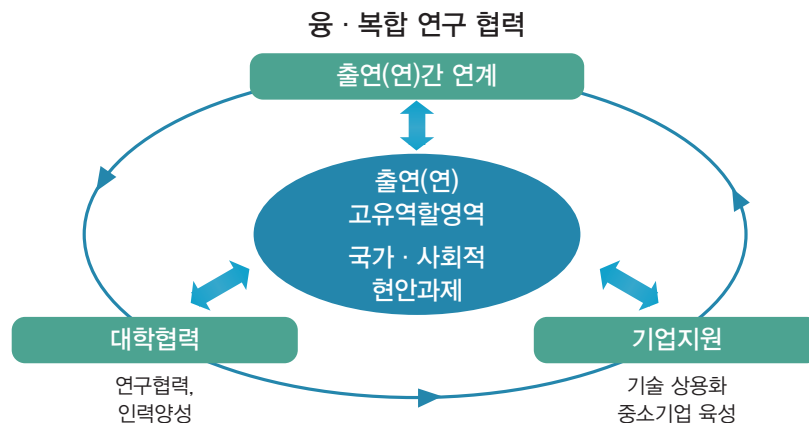 융 · 복합 연구 협력
출연(연)간 연계
출연(연)
고유역할영역
국가 · 사회적
현안과제
대학협력
연구협력,
인력양성
기업지원
기술 상용화
중소기업 육성